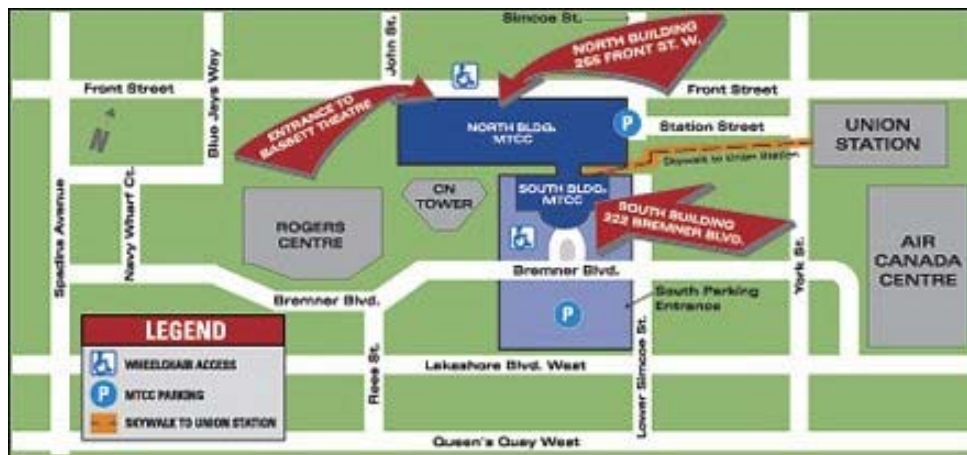 Simcoe St.
NORTH BUILDING
255 FRONT ST. W.
John St.
Blue Jays Way
Front Street
Front Street
ENTRANCE TO
BASSETT THEATRE
N
NORTH BLDG.
MTCC
P
Station Street
UNION
STATION
Skywalk to Union Station
CN
TOWER
SOUTH BLDG.
MTCC
SOUTH BUILDING
222 BREMNER BLVD.
ROGERS
CENTRE
Navy Wharf Ct.
Spadina Avenue
York St.
AIR
CANADA
CENTRE
Bremner Blvd.
Bremner Blvd.
South Parking
Entrance
P
LEGEND
WHEELCHAIR ACCESS
P
MTCC PARKING
SKYWALK TO UNION STATION
Rees St.
Lakeshore Blvd. West
Lower Simcoe St.
Queen's Quay West